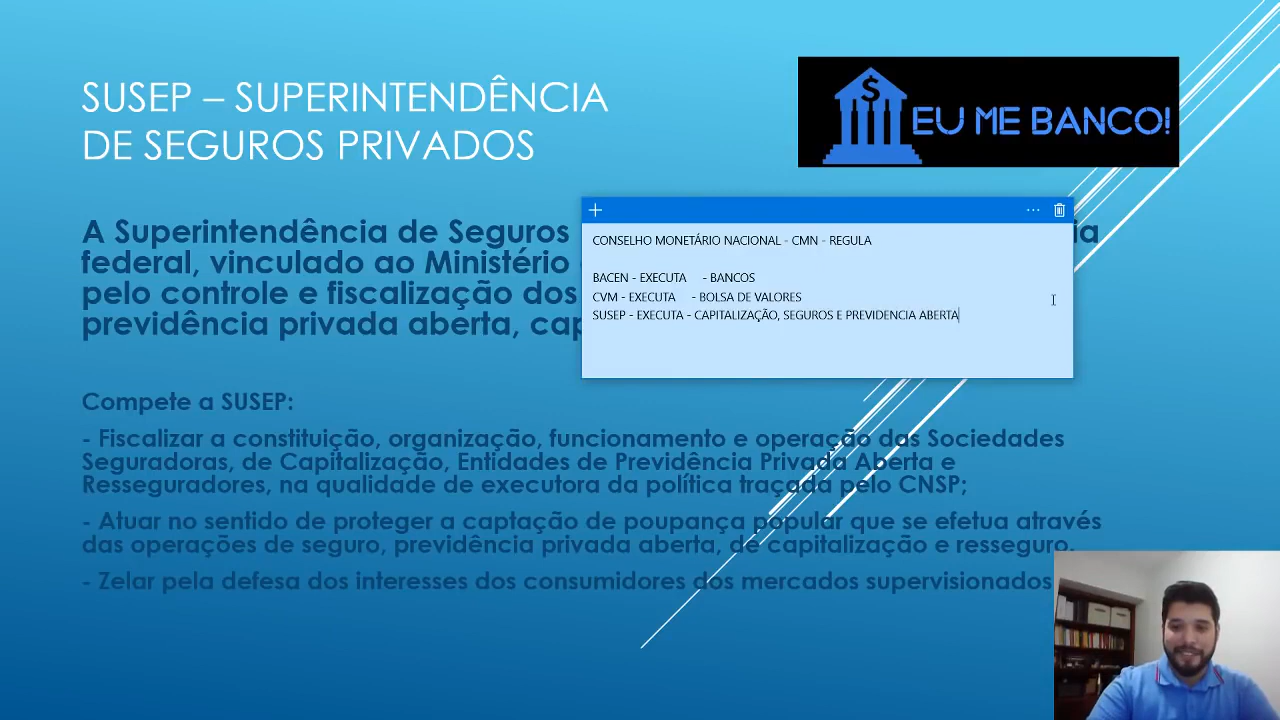 SUSEP – SUPERINTENDÊNCIA
DE SEGUROS PRIVADOS
EU ME BANCO!
A Superintendência de Seguros
federal, vinculado ao Ministério
pelo controle e fiscalização dos
previdência privada aberta,
CONSELHO MONETÁRIO NACIONAL - CMN - REGULA
BACEN - EXECUTA - BANCOS
CVM - EXECUTA - BOLSA DE VALORES
SUSEP - EXECUTA - CAPITALIZAÇÃO, SEGUROS E PREVIDENCIA ABERTA
Compete a SUSEP:
- Fiscalizar a constituição, organização, funcionamento e operação das Sociedades
Seguradoras, de Capitalização, Entidades de Previdência Privada Aberta e
Resseguradores, na qualidade de executora da política traçada pelo CNSP;
- Atuar no sentido de proteger a captação de poupança popular que se efetua através
das operações de seguro, previdência privada aberta, de capitalização e resseguro.
- Zelar pela defesa dos interesses dos consumidores dos mercados supervisionados